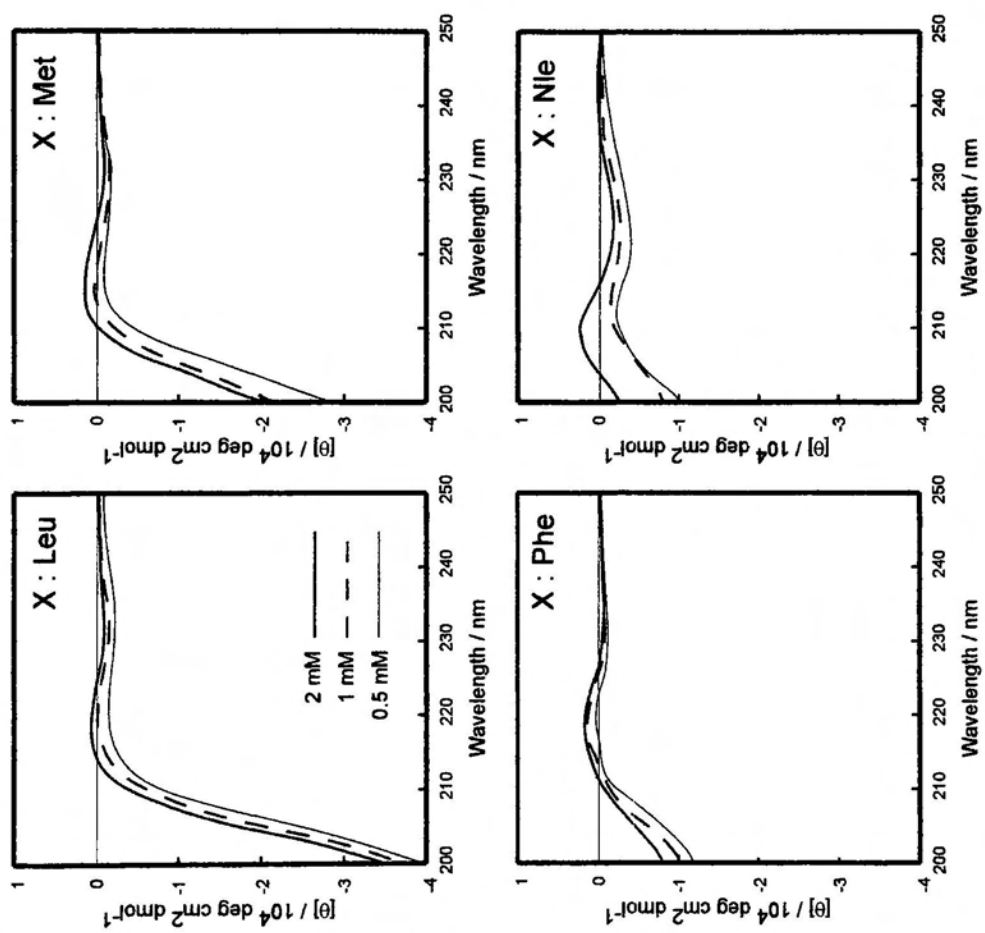 X : Leu
[θ] / 10⁴ deg cm² dmol⁻¹
1
0
-1
-2
-3
-4
2 mM
1 mM
0.5 mM
200 210 220 230 240 250
Wavelength / nm
X : Met
[θ] / 10⁴ deg cm² dmol⁻¹
1
0
-1
-2
-3
-4
200 210 220 230 240 250
Wavelength / nm
X : Phe
[θ] / 10⁴ deg cm² dmol⁻¹
1
0
-1
-2
-3
-4
200 210 220 230 240 250
Wavelength / nm
X : Nle
[θ] / 10⁴ deg cm² dmol⁻¹
1
0
-1
-2
-3
-4
200 210 220 230 240 250
Wavelength / nm